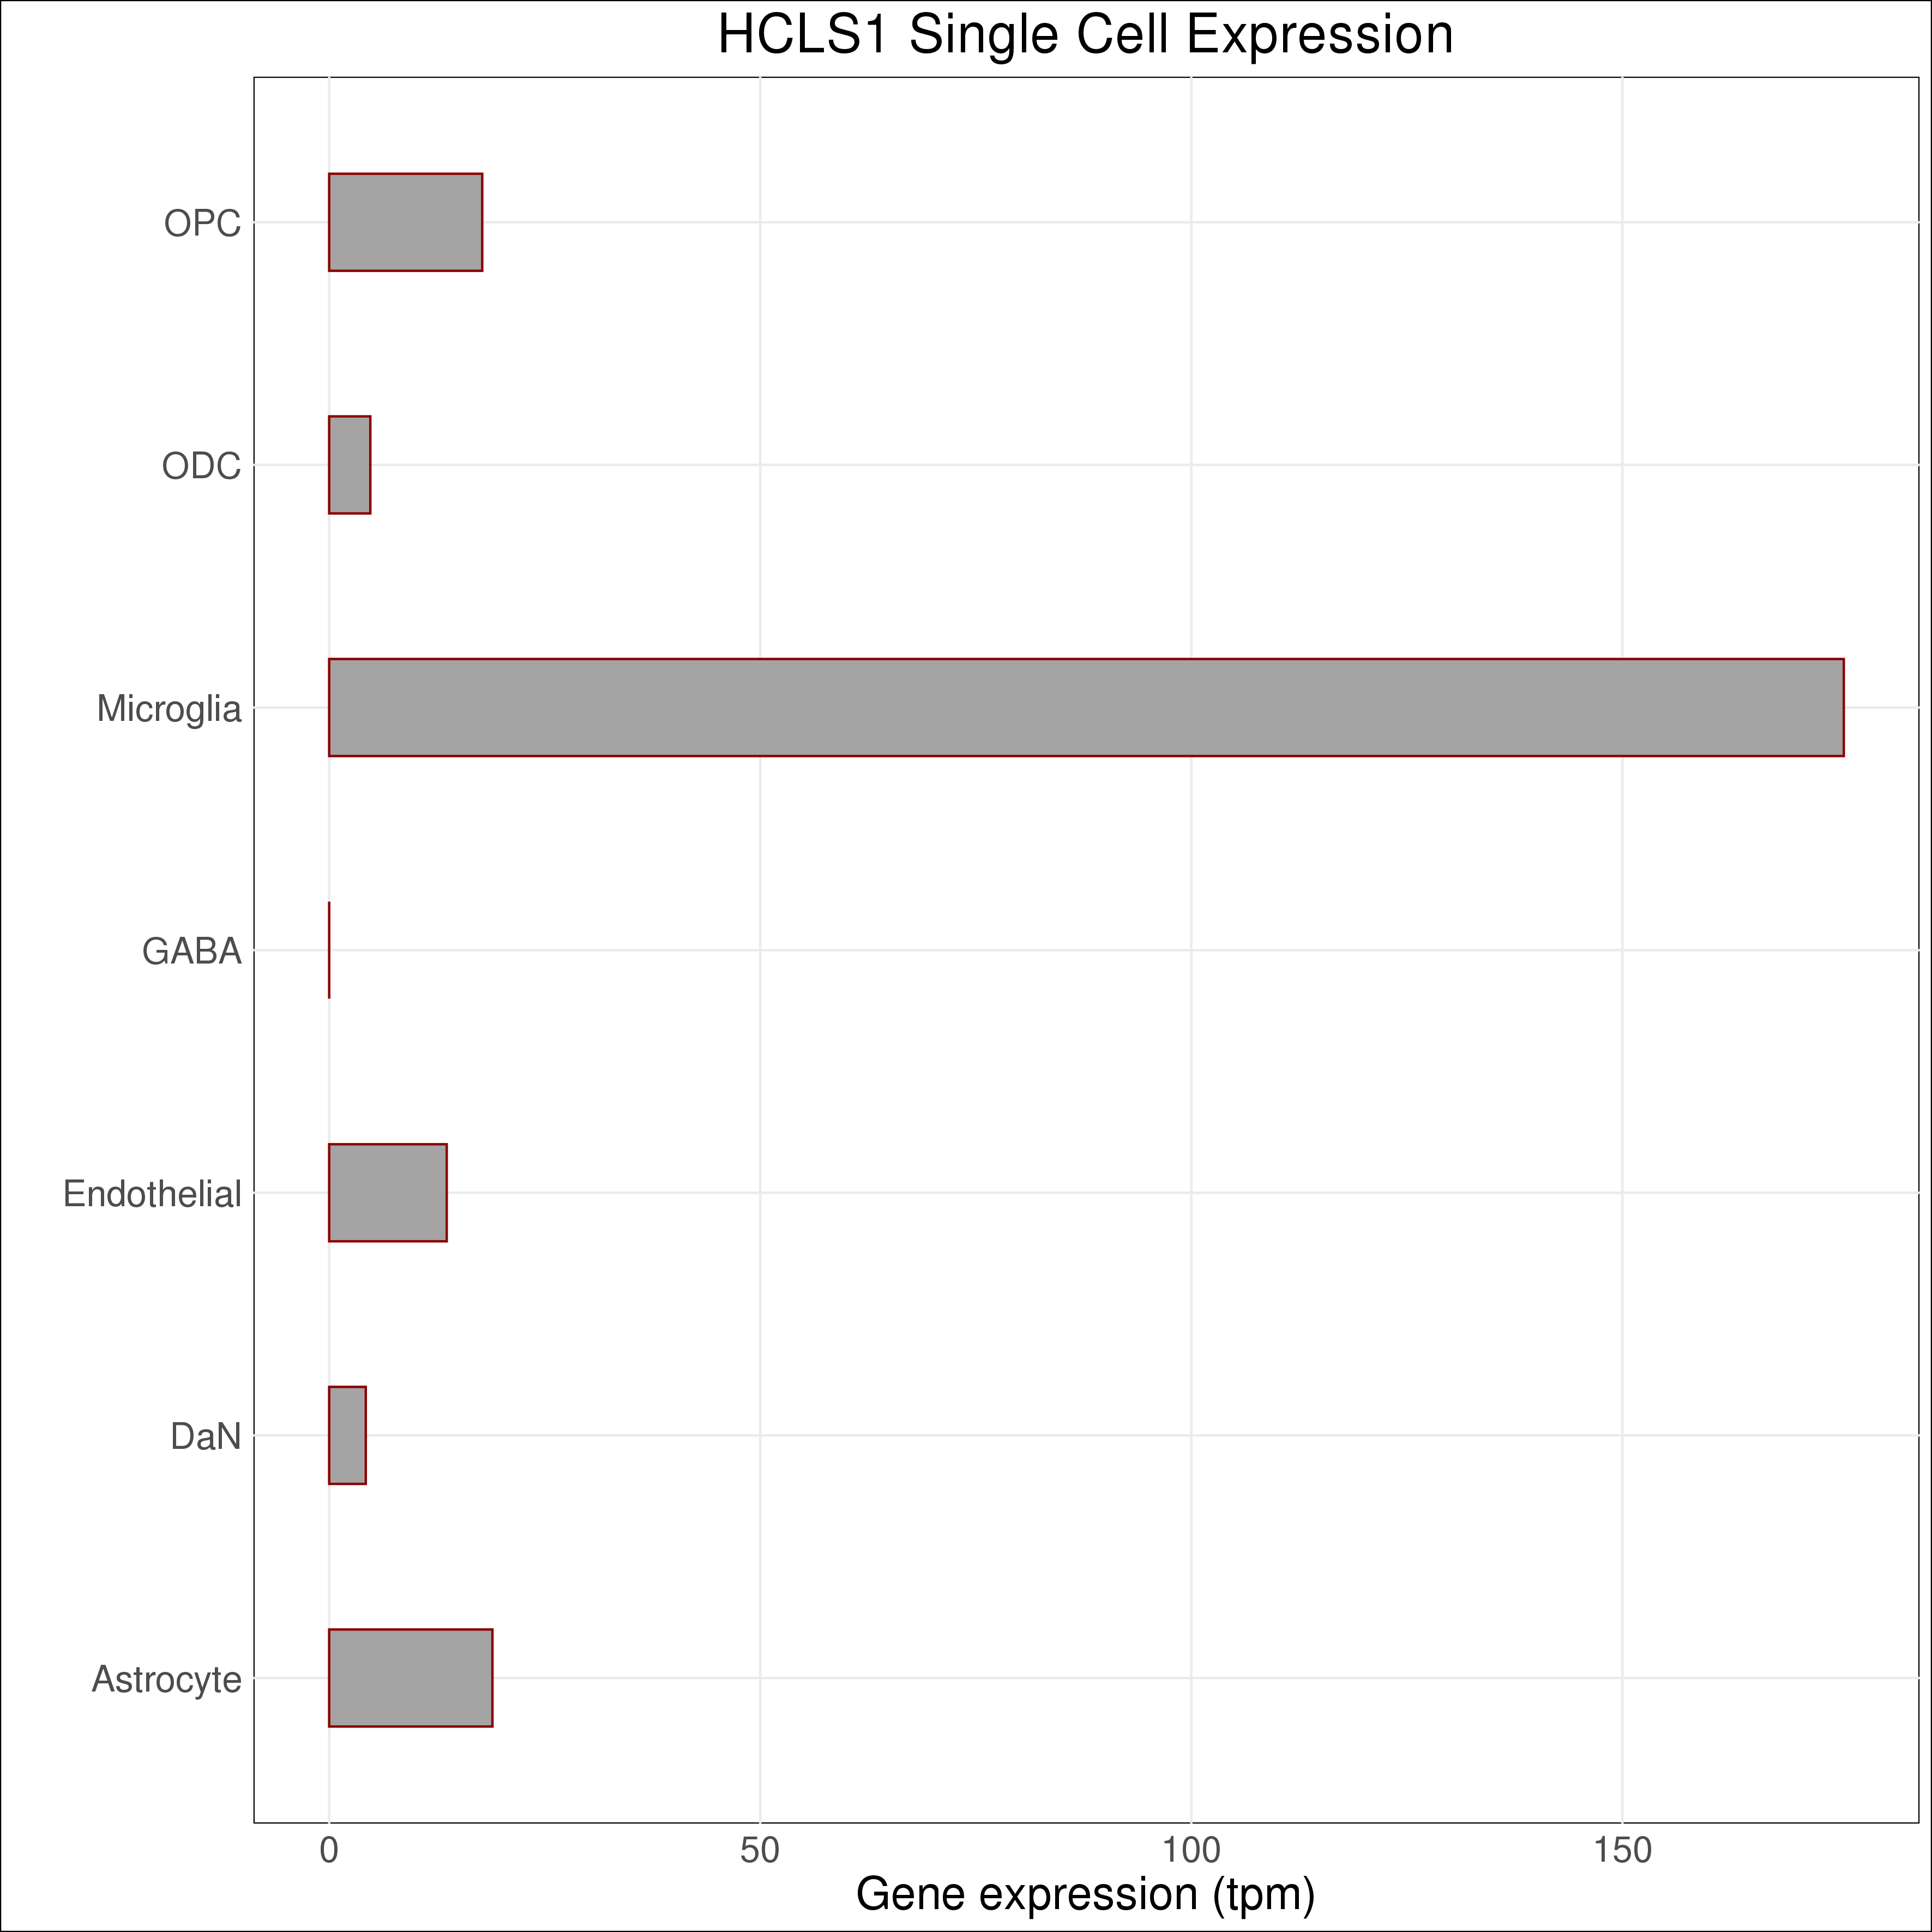 HCLS1 Single Cell Expression
OPC
ODC
Microglia
GABA
Endothelial
DaN
Astrocyte
0 50 100 150
Gene expression (tpm)